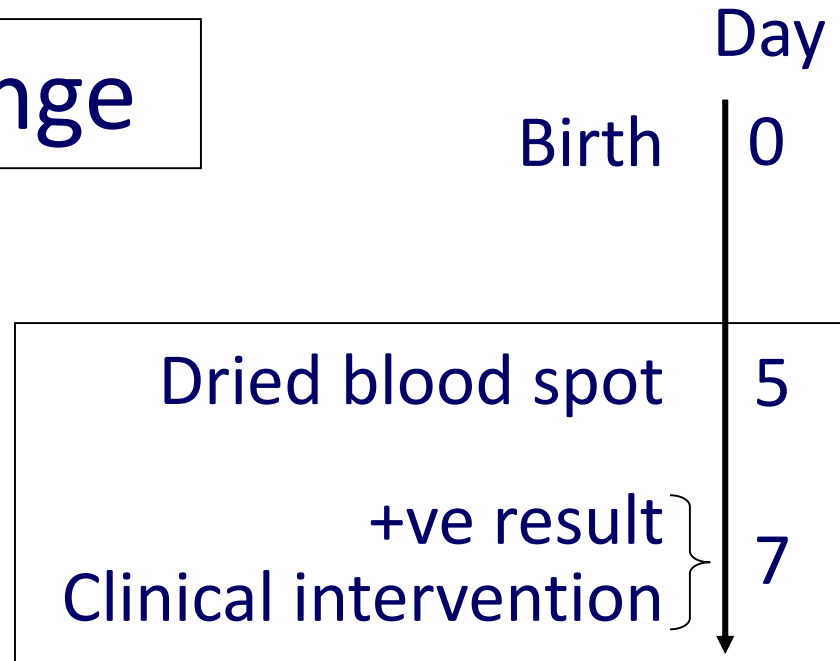 Day
nge
Birth 0
Dried blood spot 5
+ve result
7
Clinical intervention